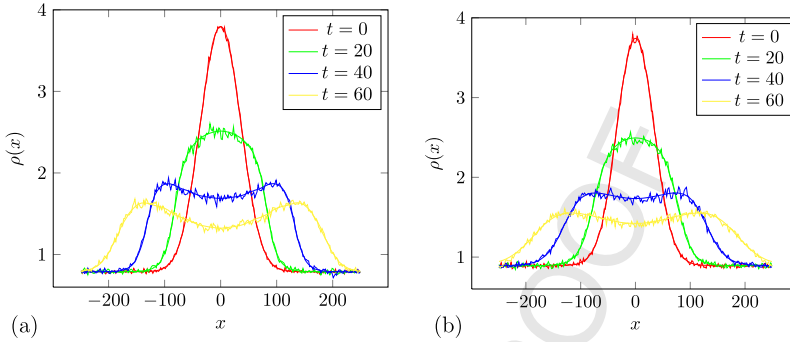 4
3
2
1
ρ(x)
t = 0
t = 20
t = 40
t = 60
−200 −100 0 100 200
x
(a)
4
3
2
1
ρ(x)
t = 0
t = 20
t = 40
t = 60
−200 −100 0 100 200
x
(b)
OOF